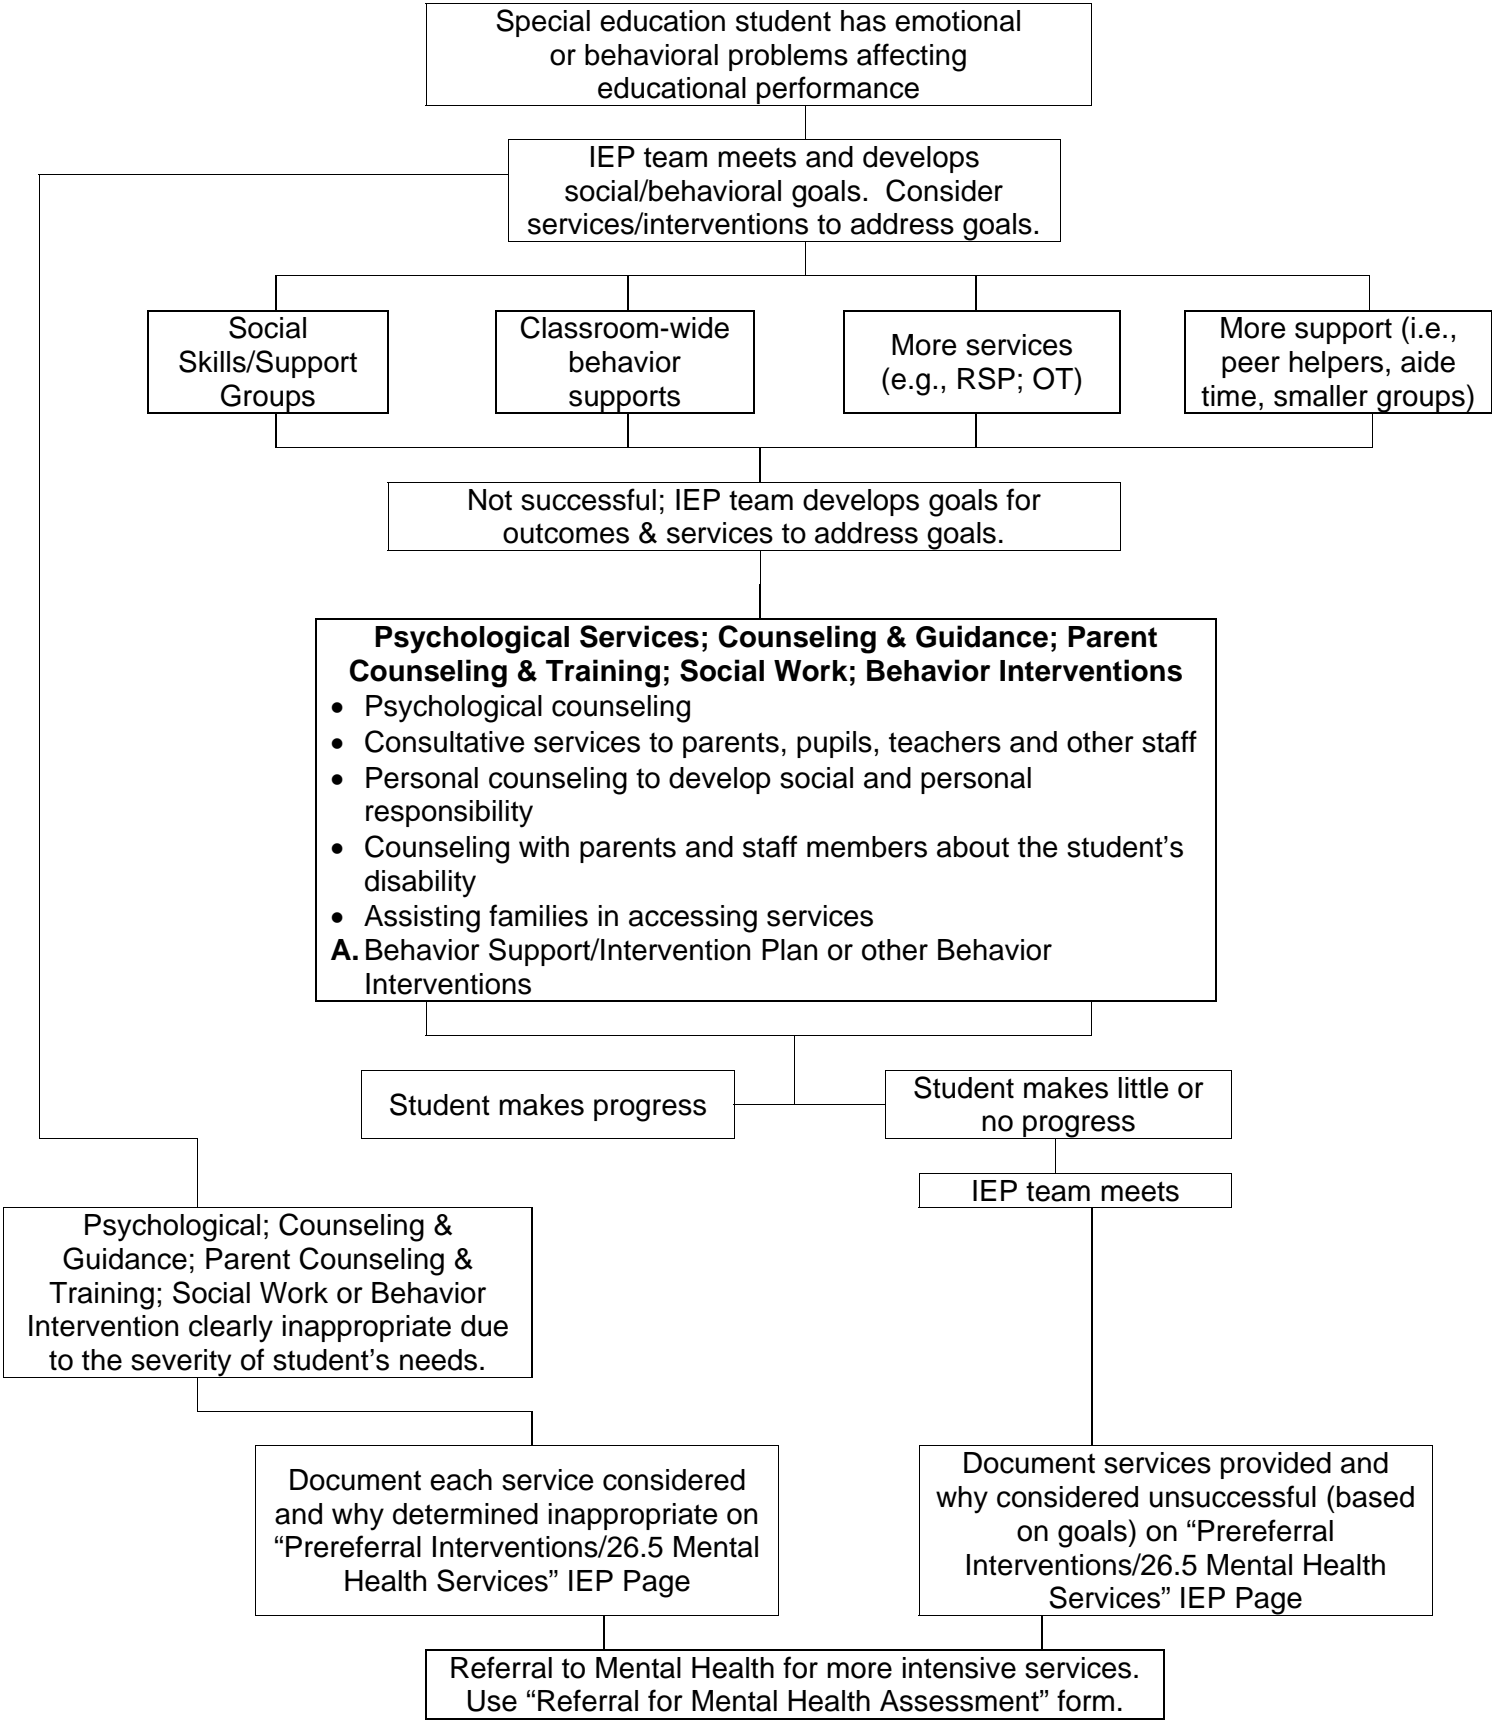 Special education student has emotional
or behavioral problems affecting
educational performance
IEP team meets and develops
social/behavioral goals.  Consider
services/interventions to address goals.
Social
Skills/Support
Groups
Classroom-wide
behavior
supports
More services
(e.g., RSP; OT)
More support (i.e.,
peer helpers, aide
time, smaller groups)
Not successful; IEP team develops goals for
outcomes & services to address goals.
Psychological Services; Counseling & Guidance; Parent
Counseling & Training; Social Work; Behavior Interventions
• Psychological counseling
• Consultative services to parents, pupils, teachers and other staff
• Personal counseling to develop social and personal
responsibility
• Counseling with parents and staff members about the student’s
disability
• Assisting families in accessing services
A. Behavior Support/Intervention Plan or other Behavior
Interventions
Student makes progress
Student makes little or
no progress
IEP team meets
Psychological; Counseling &
Guidance; Parent Counseling &
Training; Social Work or Behavior
Intervention clearly inappropriate due
to the severity of student’s needs.
Document each service considered
and why determined inappropriate on
“Prereferral Interventions/26.5 Mental
Health Services” IEP Page
Document services provided and
why considered unsuccessful (based
on goals) on “Prereferral
Interventions/26.5 Mental Health
Services” IEP Page
Referral to Mental Health for more intensive services.
Use “Referral for Mental Health Assessment” form.